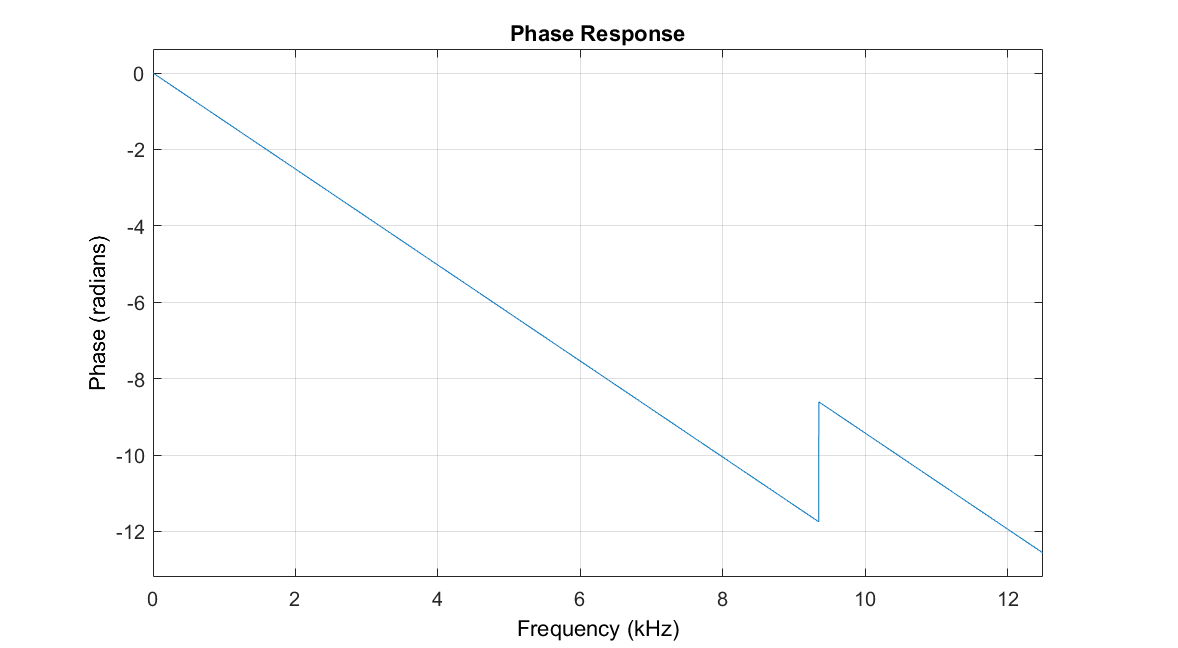 Phase Response
Phase (radians)
0
-2
-4
-6
-8
-10
-12
0 2 4 6 8 10 12
Frequency (kHz)